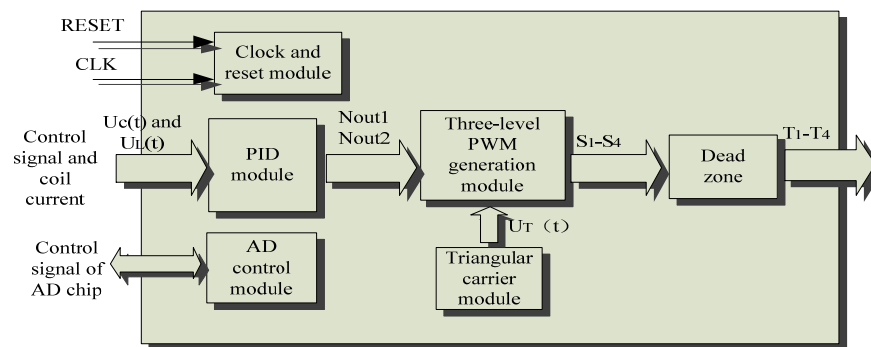 RESET
CLK
Clock and
reset module
Uc(t) and
UL(t)
Control
signal and
coil
current
PID
module
Nout1
Nout2
Three-level
PWM
generation
module
S1-S4
Dead
zone
T1-T4
UT (t)
Control
signal of
AD chip
AD
control
module
Triangular
carrier
module